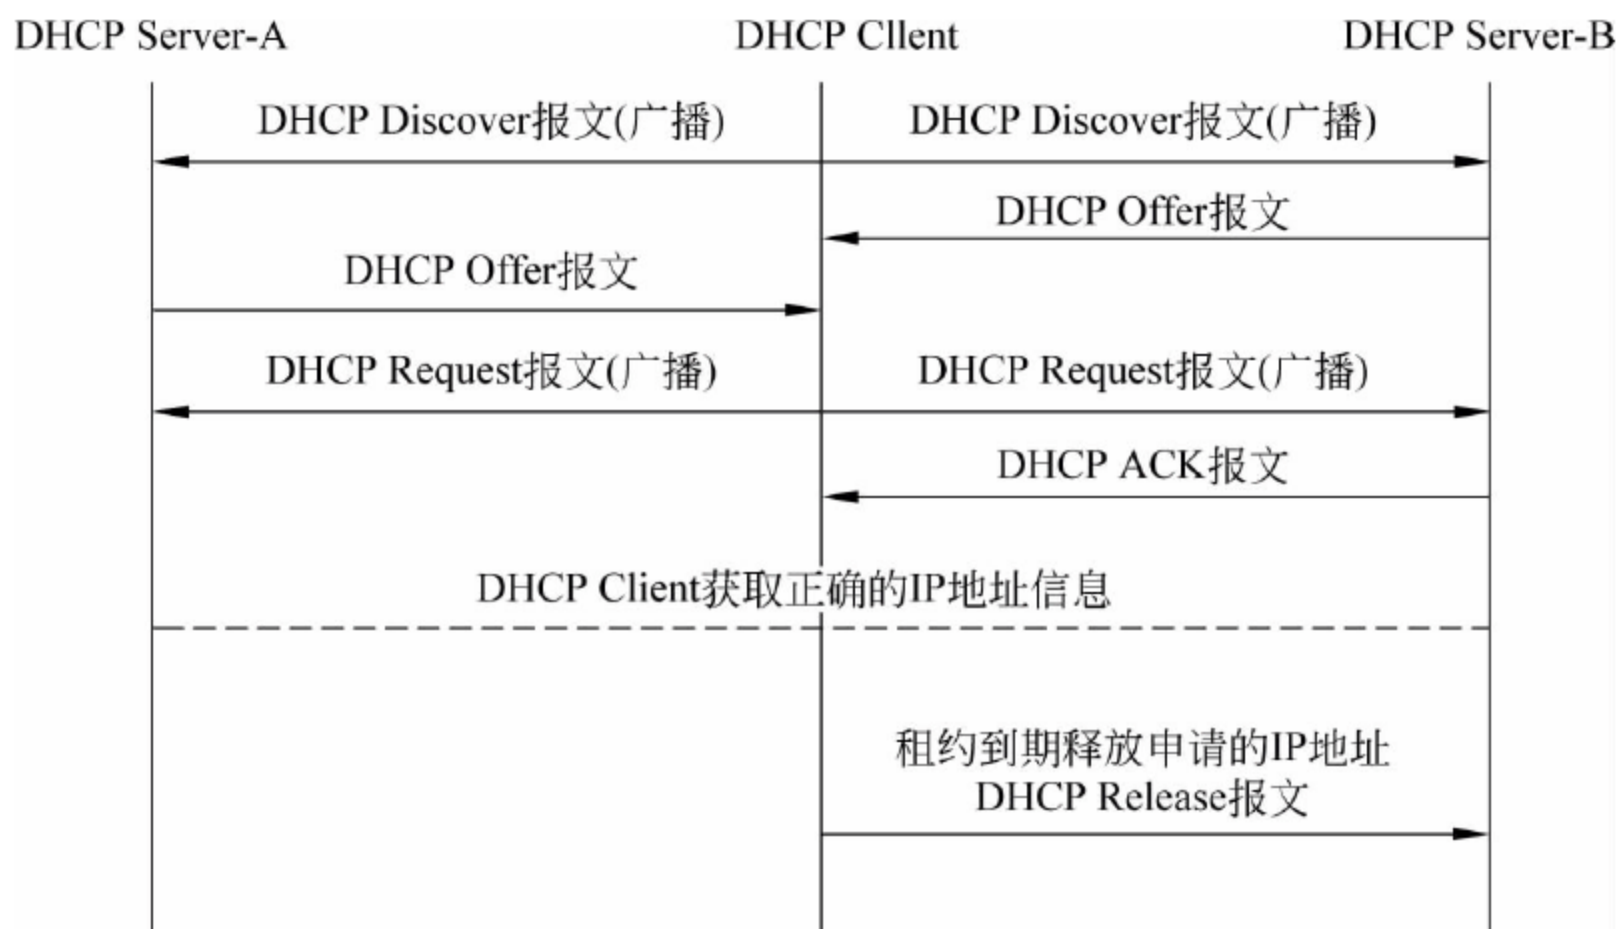 DHCP Server-A
DHCP Cllent
DHCP Server-B
DHCP Discover报文(广播)
DHCP Discover报文(广播)
DHCP Offer报文
DHCP Offer报文
DHCP Request报文(广播)
DHCP Request报文(广播)
DHCP ACK报文
DHCP Client获取正确的IP地址信息
租约到期释放申请的IP地址
DHCP Release报文